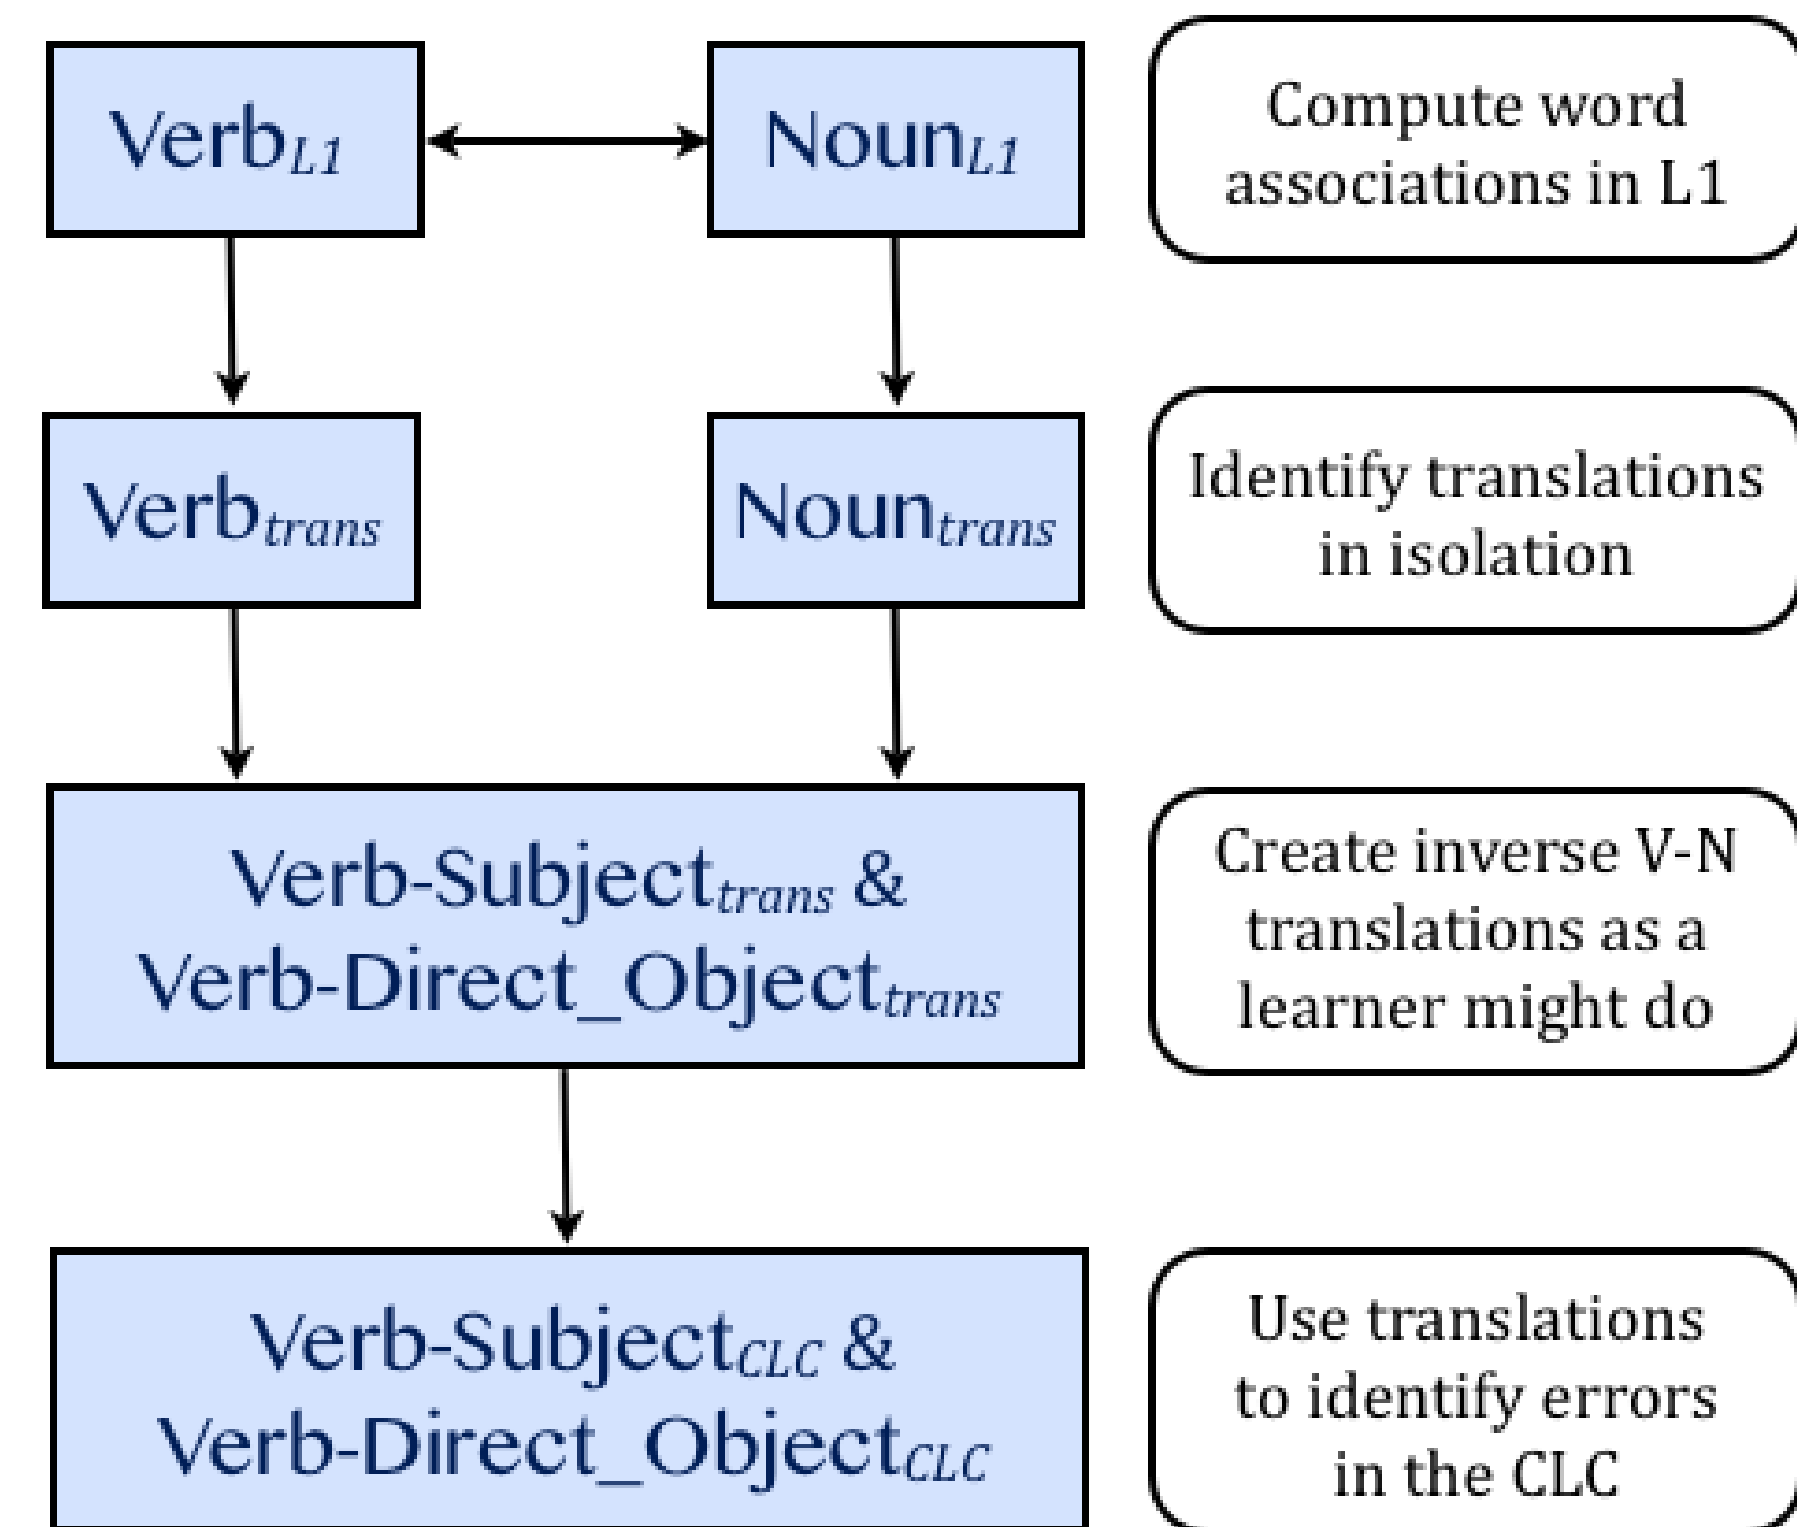 VerbL1
NounL1
Compute word
associations in L1
Verbtrans
Nountrans
Identify translations
in isolation
Verb-Subjecttrans &
Verb-Direct_Objecttrans
Create inverse V-N
translations as a
learner might do
Verb-SubjectCLC &
Verb-Direct_ObjectCLC
Use translations
to identify errors
in the CLC